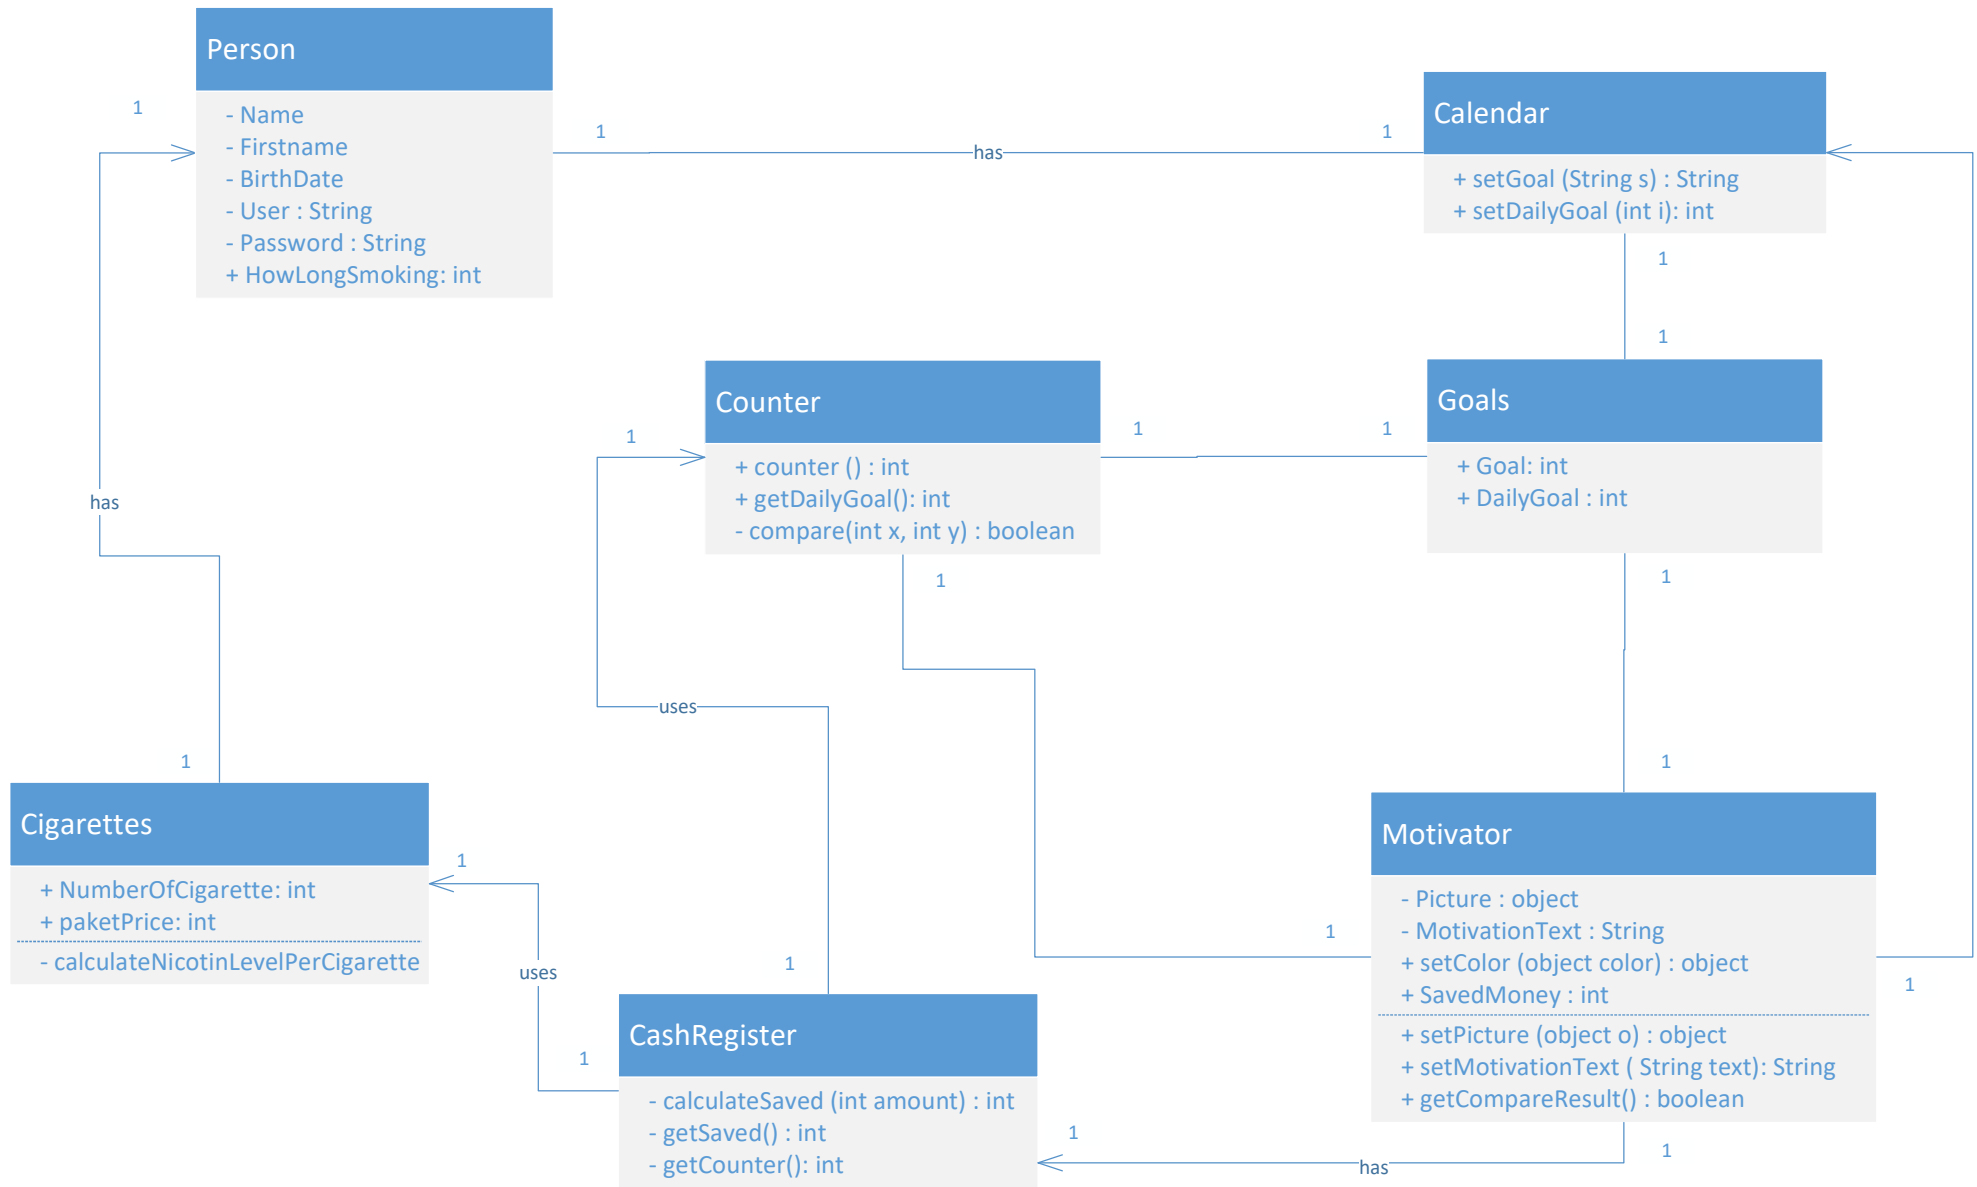 Person
- Name
- Firstname
- BirthDate
- User : String
- Password : String
+ HowLongSmoking: int
1
1
has
1
Calendar
+ setGoal (String s) : String
+ setDailyGoal (int i): int
1
1
Counter
+ counter () : int
+ getDailyGoal(): int
- compare(int x, int y) : boolean
1
1
1
Goals
+ Goal: int
+ DailyGoal : int
has
1
1
uses
1
1
Cigarettes
+ NumberOfCigarette: int
+ paketPrice: int
- calculateNicotinLevelPerCigarette
1
uses
1
1
CashRegister
- calculateSaved (int amount) : int
- getSaved() : int
- getCounter(): int
1
has
1
1
Motivator
- Picture : object
- MotivationText : String
+ setColor (object color) : object
+ SavedMoney : int
+ setPicture (object o) : object
+ setMotivationText ( String text): String
+ getCompareResult() : boolean
1